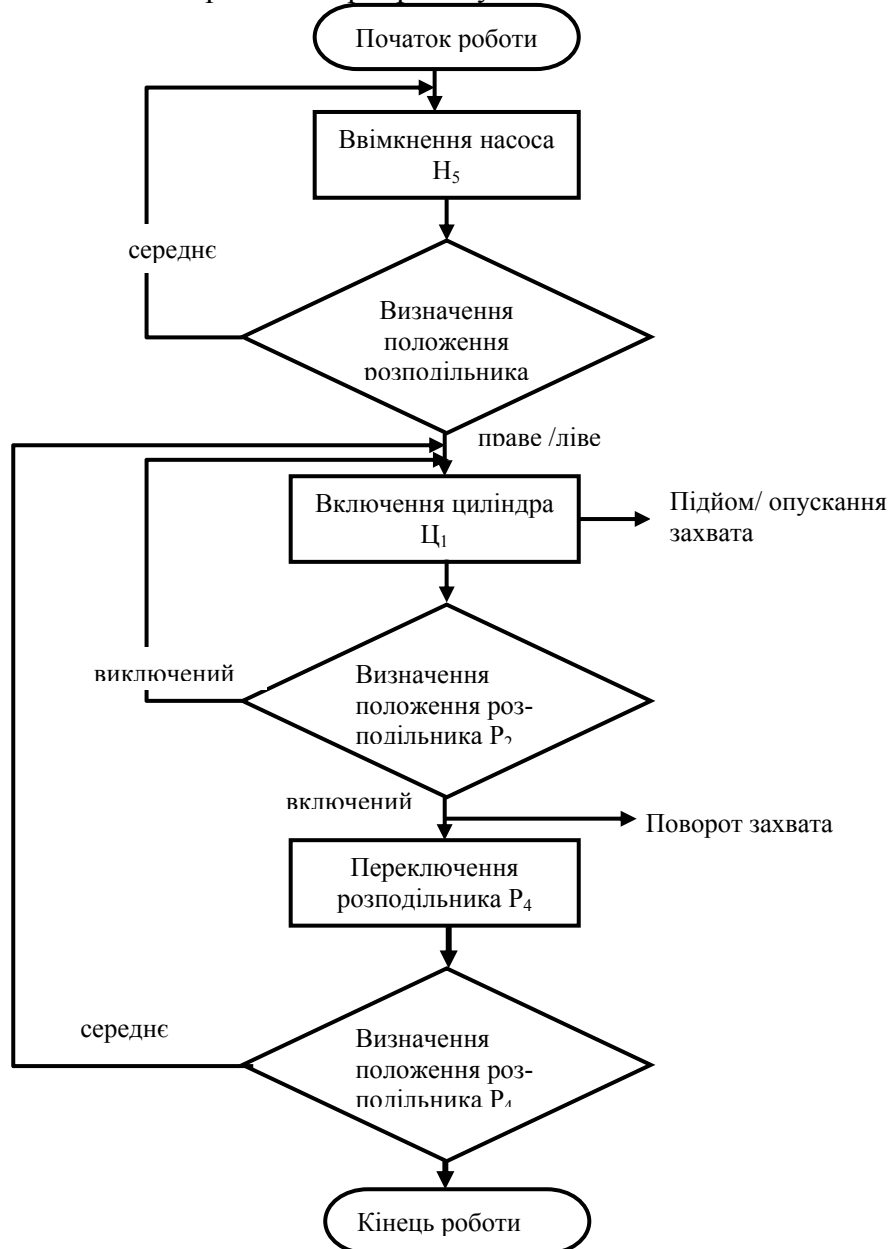 Початок роботи
Ввімкнення насоса
Н₅
середнє
Визначення
положення
розподільника
праве /ліве
Включення циліндра
Ц₁
Підйом/ опускання
захвата
виключений
Визначення
положення роз-
подільника Р₂
включений
Поворот захвата
Переключення
розподільника Р₄
середнє
Визначення
положення роз-
подільника Р₄
Кінець роботи